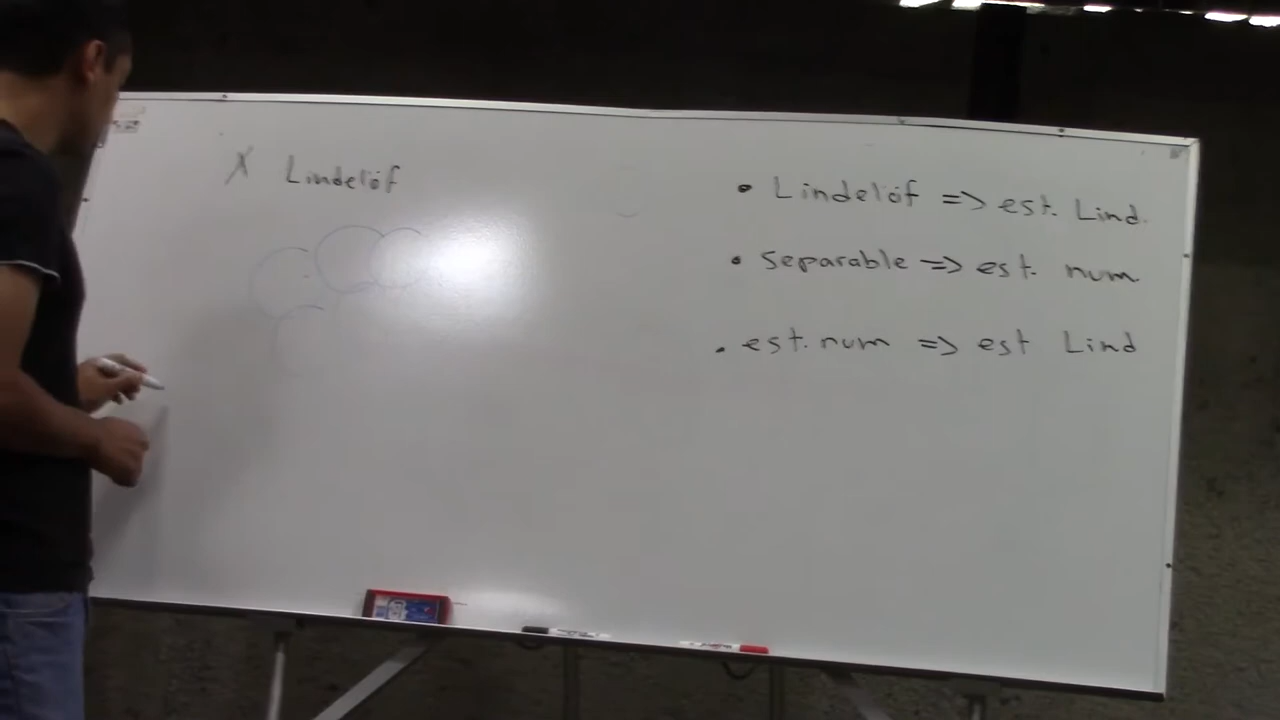 X Lindelöf
• Lindelöf => est. Lind.
• separable => est. num
• est. num => est Lind